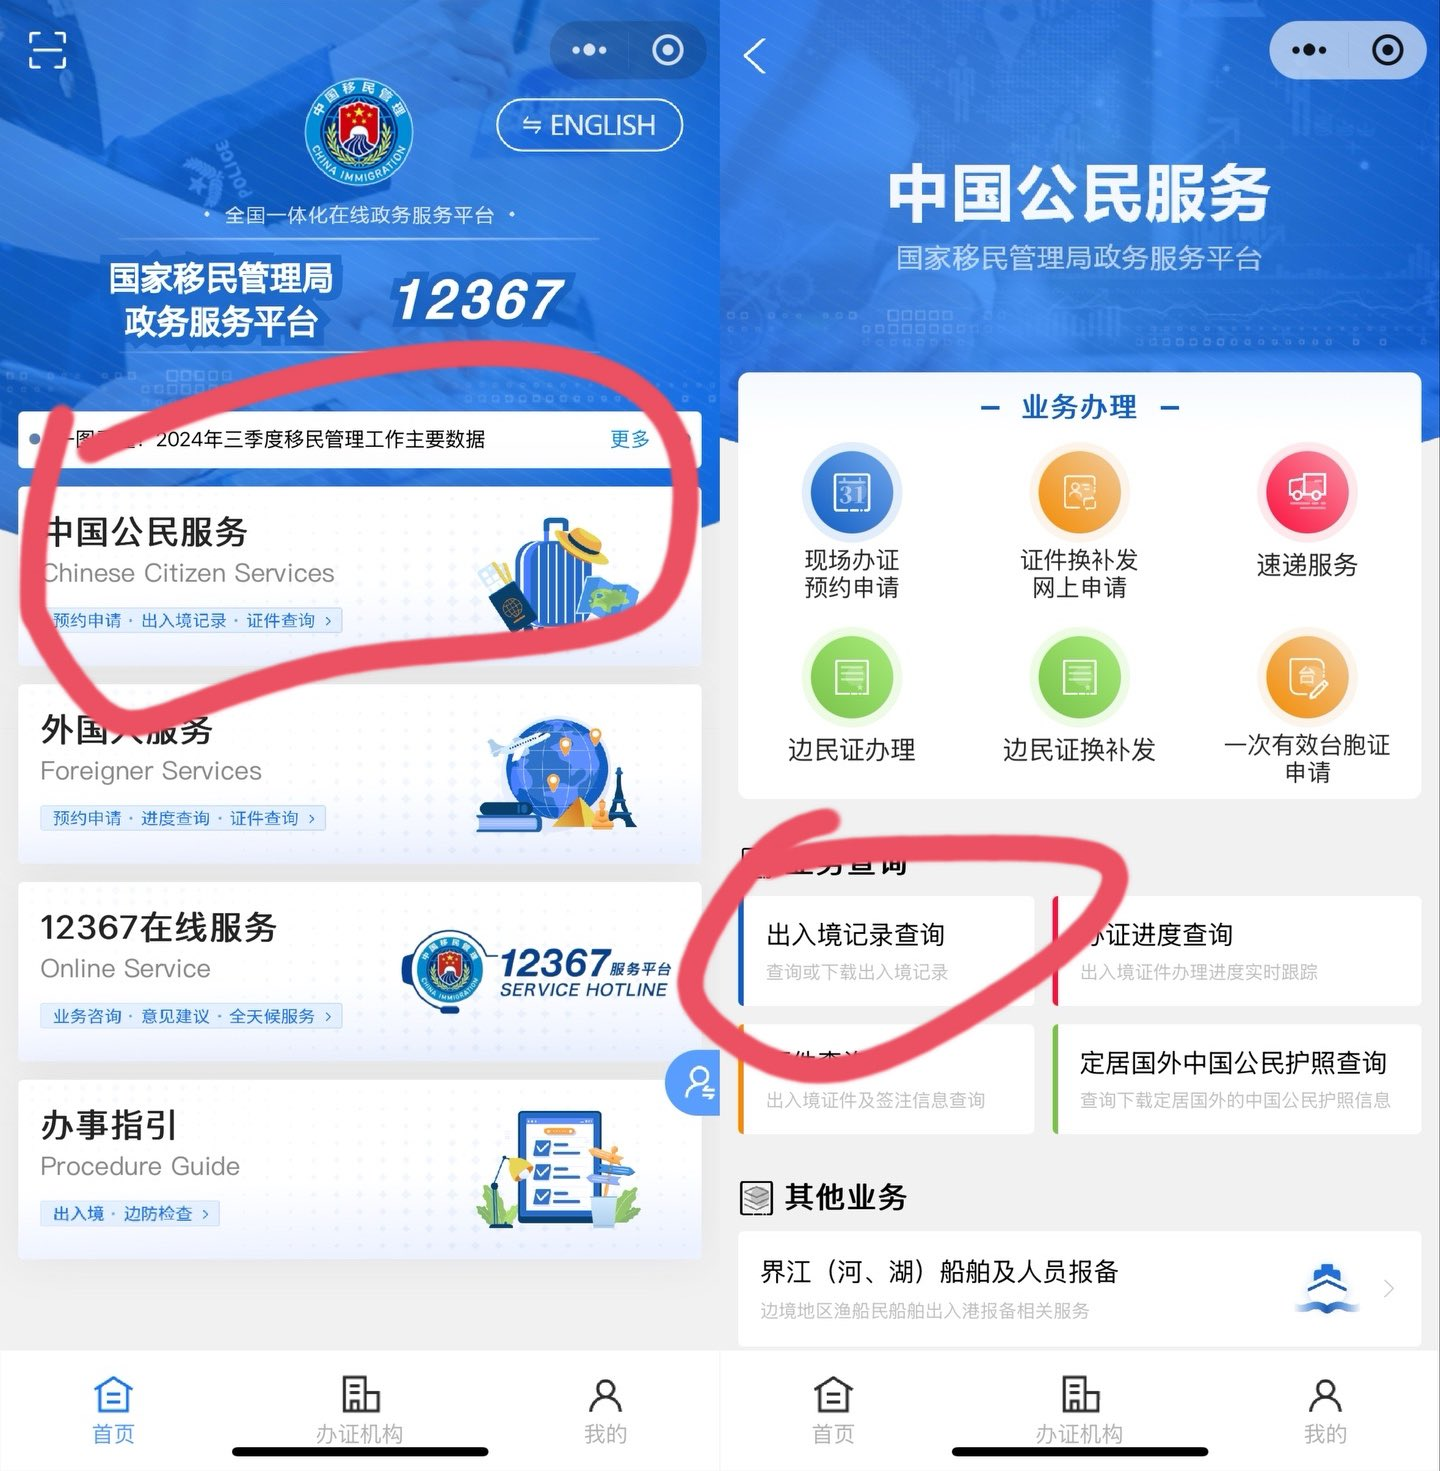 中国移民管理
CHINA IMMIGRATION
POLICE
⇋ ENGLISH
· 全国一体化在线政务服务平台 ·
国家移民管理局
政务服务平台
12367
2024年三季度移民管理工作主要数据
更多
中国公民服务
Chinese Citizen Services
预约申请 · 出入境记录 · 证件查询 >
外国人服务
Foreigner Services
预约申请 · 进度查询 · 证件查询 >
12367在线服务
Online Service
业务咨询 · 意见建议 · 全天候服务 >
中国移民管理
CHINA IMMIGRATION
12367服务平台
SERVICE HOTLINE
办事指引
Procedure Guide
出入境 · 边防检查 >
首页
办证机构
我的
中国公民服务
国家移民管理局政务服务平台
业务办理
31
现场办证
预约申请
证件换补发
网上申请
速递服务
边民证办理
边民证换补发
台
一次有效台胞证
申请
业务查询
出入境记录查询
查询或下载出入境记录
办证进度查询
出入境证件办理进度实时跟踪
出入境证件及签注信息查询
定居国外中国公民护照查询
查询下载定居国外的中国公民护照信息
其他业务
界江（河、湖）船舶及人员报备
边境地区渔船民船舶出入港报备相关服务
首页
办证机构
我的